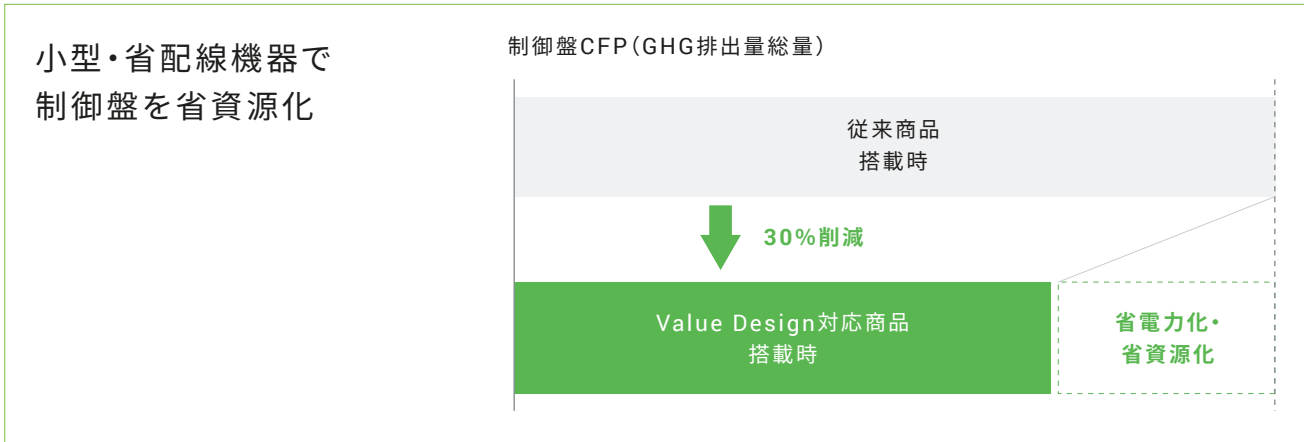 小型・省配線機器で
制御盤を省資源化
制御盤CFP（GHG排出量総量）
従来商品
搭載時
30%削減
Value Design対応商品
搭載時
省電力化・
省資源化